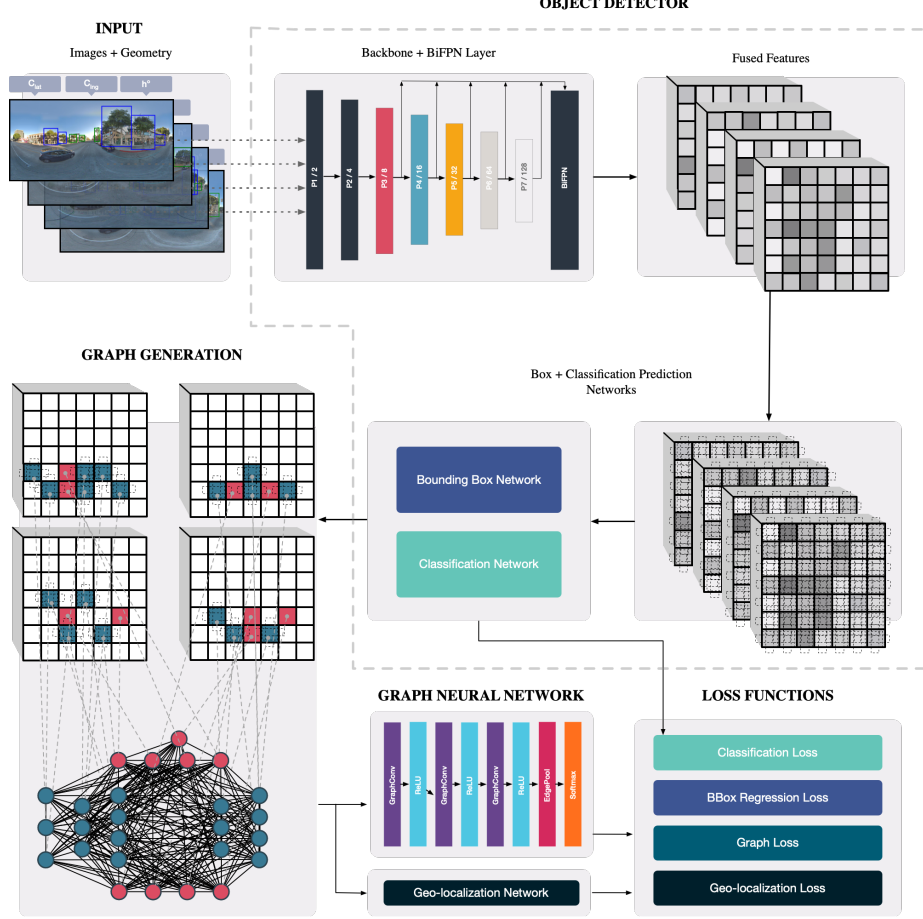 OBJECT DETECTOR
INPUT
Images + Geometry
Backbone + BiFPN Layer
Fused Features
C_lat
C_lng
h°
P1 / 2
P2 / 4
P3 / 8
P4 / 16
P5 / 32
P6 / 64
P7 / 128
BiFPN
GRAPH GENERATION
Box + Classification Prediction
Networks
Bounding Box Network
Classification Network
GRAPH NEURAL NETWORK
LOSS FUNCTIONS
GraphConv
ReLU
GraphConv
ReLU
GraphConv
ReLU
EdgePool
Softmax
Classification Loss
BBox Regression Loss
Graph Loss
Geo-localization Network
Geo-localization Loss